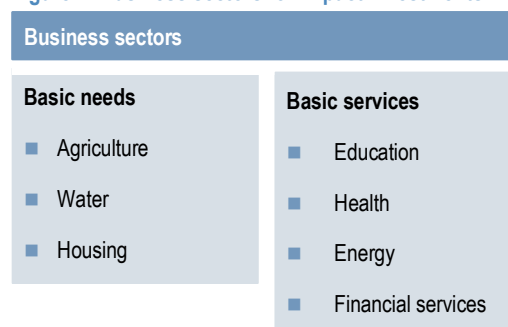 Business sectors
Basic needs
Agriculture
Water
Housing
Basic services
Education
Health
Energy
Financial services